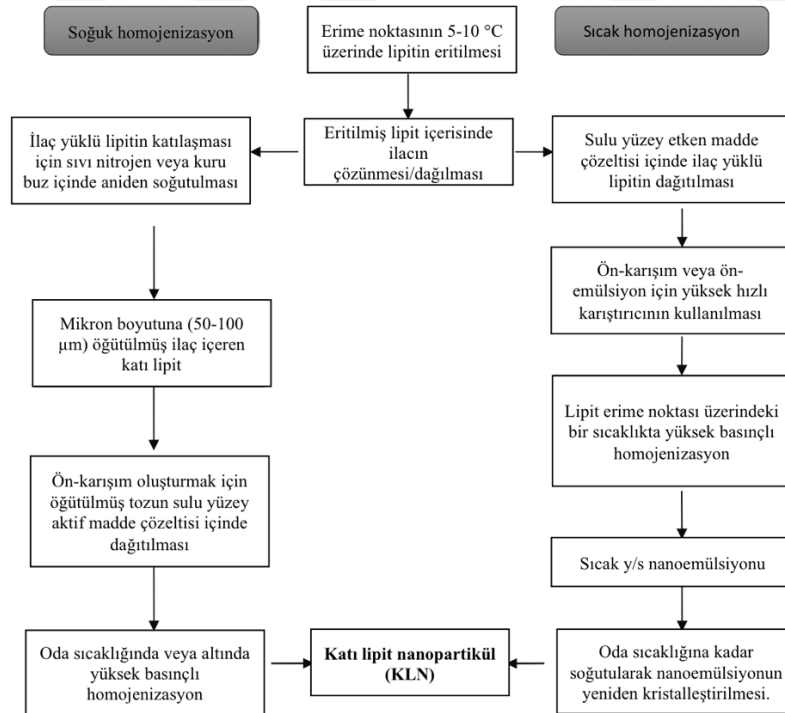 Soğuk homojenizasyon
Erime noktasının 5-10 °C
üzerinde lipitin eritilmesi
Sıcak homojenizasyon
İlaç yüklü lipitin katılaşması
için sıvı nitrojen veya kuru
buz içinde aniden soğutulması
Eritilmiş lipit içerisinde
ilacın
çözünmesi/dağılması
Sulu yüzey etken madde
çözeltisi içinde ilaç yüklü
lipitin dağıtılması
Ön-karışım veya ön-
emülsiyon için yüksek hızlı
karıştırıcının kullanılması
Mikron boyutuna (50-100
µm) öğütülmüş ilaç içeren
katı lipit
Lipit erime noktası üzerindeki
bir sıcaklıkta yüksek basınçlı
homojenizasyon
Ön-karışım oluşturmak için
öğütülmüş tozun sulu yüzey
aktif madde çözeltisi içinde
dağıtılması
Sıcak y/s nanoemülsiyonu
Oda sıcaklığında veya altında
yüksek basınçlı
homojenizasyon
Katı lipit nanopartikül
(KLN)
Oda sıcaklığına kadar
soğutularak nanoemülsiyonun
yeniden kristalleştirilmesi.